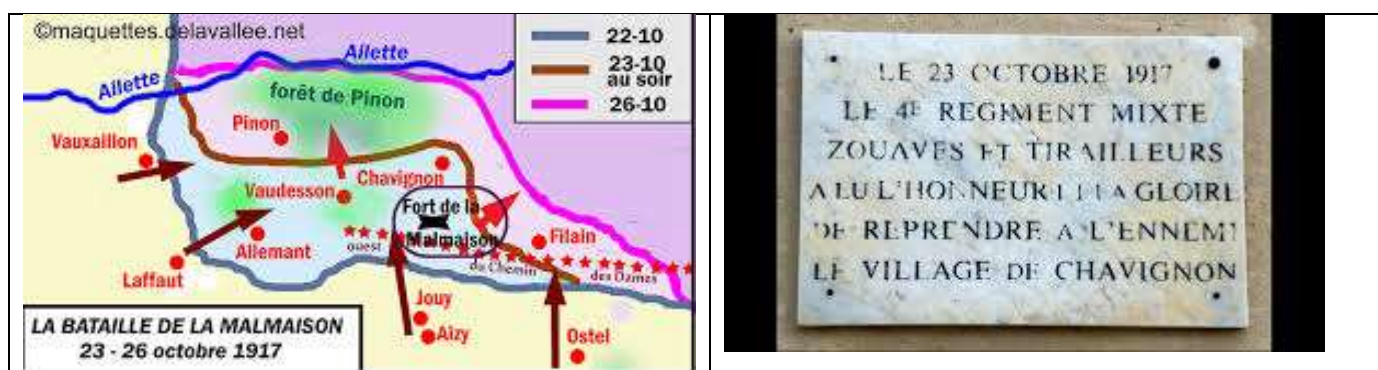 ©maquettes.delavallee.net
22-10
23-10
au soir
26-10
Ailette
Ailette
forêt de Pinon
Pinon
Vauxaillon
Vaudesson
Chavignon
Fort de la
Malmaison
Filain
Allemant
ouest
du Chemin
des Dames
Laffaut
Jouy
Aizy
Ostel
LA BATAILLE DE LA MALMAISON
23 - 26 octobre 1917
LE 23 OCTOBRE 1917
LE 4E REGIMENT MIXTE
ZOUAVES ET TIRAILLEURS
A EU L'HONNEUR ET LA GLOIRE
DE REPRENDRE A L'ENNEMI
LE VILLAGE DE CHAVIGNON